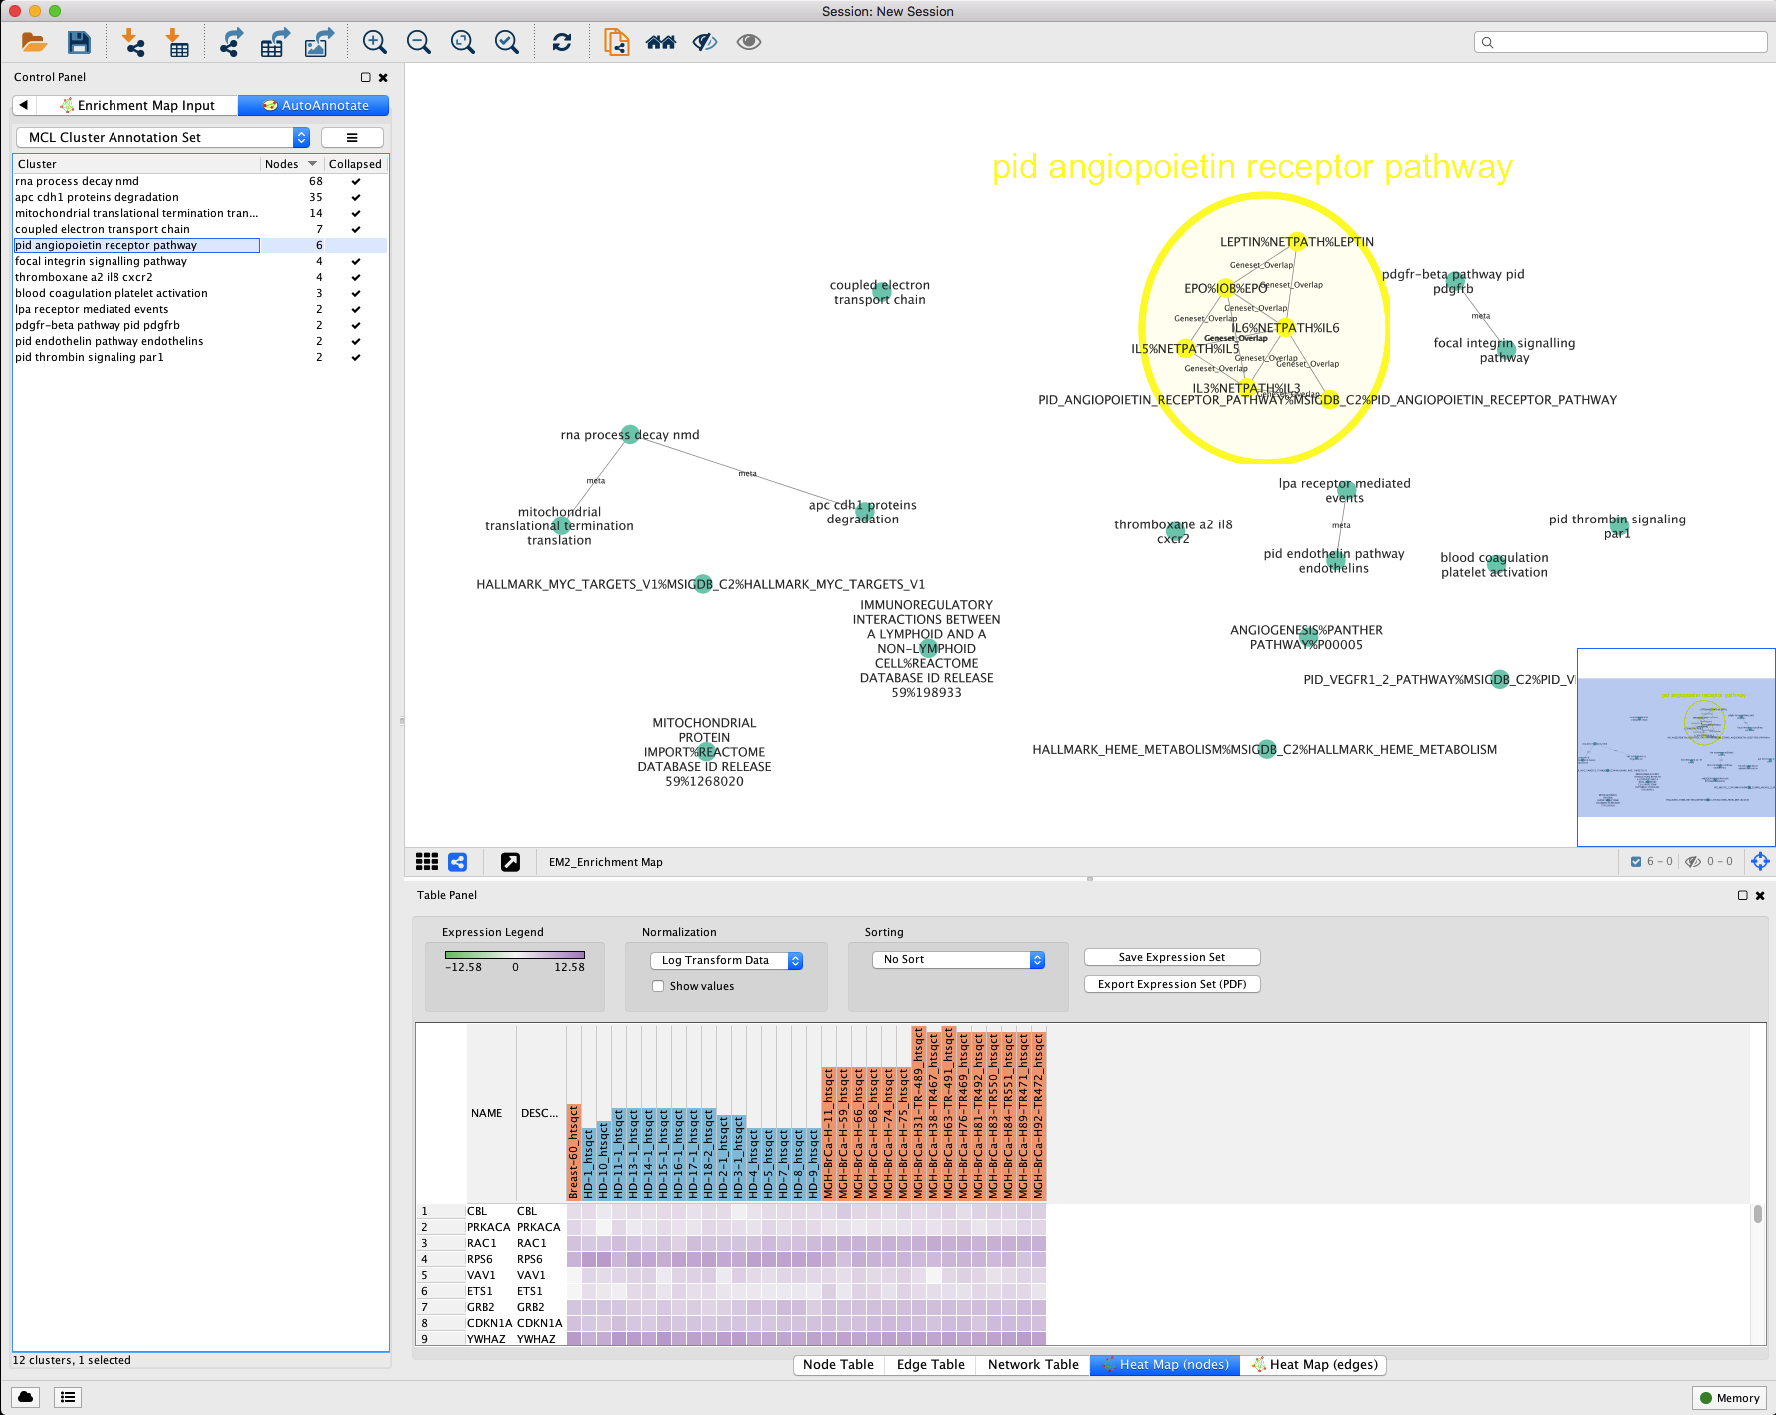 Session: New Session
Control Panel
Enrichment Map Input
AutoAnnotate
MCL Cluster Annotation Set
Cluster Nodes Collapsed
rna process decay nmd 68
apc cdh1 proteins degradation 35
mitochondrial translational termination tran... 14
coupled electron transport chain 7
pid angiopoietin receptor pathway 6
focal integrin signalling pathway 4
thromboxane a2 il8 cxcr2 4
blood coagulation platelet activation 3
lpa receptor mediated events 2
pdgfr-beta pathway pid pdgfrb 2
pid endothelin pathway endothelins 2
pid thrombin signaling par1 2
12 clusters, 1 selected
pid angiopoietin receptor pathway
LEPTIN%NETPATH%LEPTIN
Geneset_Overlap
EPO%IOB%EPO
Geneset_Overlap
Geneset_Overlap
Geneset_Overlap
IL6%NETPATH%IL6
Geneset_Overlap
IL5%NETPATH%IL5
Geneset_Overlap
Geneset_Overlap
Geneset_Overlap
IL3%NETPATH%IL3
Geneset_Overlap
PID_ANGIOPOIETIN_RECEPTOR_PATHWAY%MSIGDB_C2%PID_ANGIOPOIETIN_RECEPTOR_PATHWAY
pdgfr-beta pathway pid
pdgfrb
meta
focal integrin signalling
pathway
coupled electron
transport chain
rna process decay nmd
meta
meta
mitochondrial
translational termination
translation
apc cdh1 proteins
degradation
lpa receptor mediated
events
meta
pid endothelin pathway
endothelins
thromboxane a2 il8
cxcr2
pid thrombin signaling
par1
blood coagulation
platelet activation
HALLMARK_MYC_TARGETS_V1%MSIGDB_C2%HALLMARK_MYC_TARGETS_V1
IMMUNOREGULATORY
INTERACTIONS BETWEEN
A LYMPHOID AND A
NON-LYMPHOID
CELL%REACTOME
DATABASE ID RELEASE
59%198933
ANGIOGENESIS%PANTHER
PATHWAY%P00005
PID_VEGFR1_2_PATHWAY%MSIGDB_C2%PID_V
MITOCHONDRIAL
PROTEIN
IMPORT%REACTOME
DATABASE ID RELEASE
59%1268020
HALLMARK_HEME_METABOLISM%MSIGDB_C2%HALLMARK_HEME_METABOLISM
EM2_Enrichment Map
6 - 0
0 - 0
Table Panel
Expression Legend
-12.58 0 12.58
Normalization
Log Transform Data
Show values
Sorting
No Sort
Save Expression Set
Export Expression Set (PDF)
NAME
DESC...
Breast-60_htsqct
HD-1_htsqct
HD-10_htsqct
HD-11-1_htsqct
HD-13-1_htsqct
HD-14-1_htsqct
HD-15-1_htsqct
HD-16-1_htsqct
HD-17-1_htsqct
HD-18-2_htsqct
HD-2-1_htsqct
HD-3-1_htsqct
HD-4_htsqct
HD-5_htsqct
HD-7_htsqct
HD-8_htsqct
HD-9_htsqct
MGH-BrCa-H-11_htsqct
MGH-BrCa-H-59_htsqct
MGH-BrCa-H-66_htsqct
MGH-BrCa-H-68_htsqct
MGH-BrCa-H-74_htsqct
MGH-BrCa-H-75_htsqct
MGH-BrCa-H31-TR-489_htsqct
MGH-BrCa-H38-TR467_htsqct
MGH-BrCa-H63-TR-491_htsqct
MGH-BrCa-H76-TR469_htsqct
MGH-BrCa-H81-TR492_htsqct
MGH-BrCa-H83-TR550_htsqct
MGH-BrCa-H84-TR551_htsqct
MGH-BrCa-H89-TR471_htsqct
MGH-BrCa-H92-TR472_htsqct
1 CBL CBL
2 PRKACA PRKACA
3 RAC1 RAC1
4 RPS6 RPS6
5 VAV1 VAV1
6 ETS1 ETS1
7 GRB2 GRB2
8 CDKN1A CDKN1A
9 YWHAZ YWHAZ
Node Table
Edge Table
Network Table
Heat Map (nodes)
Heat Map (edges)
Memory